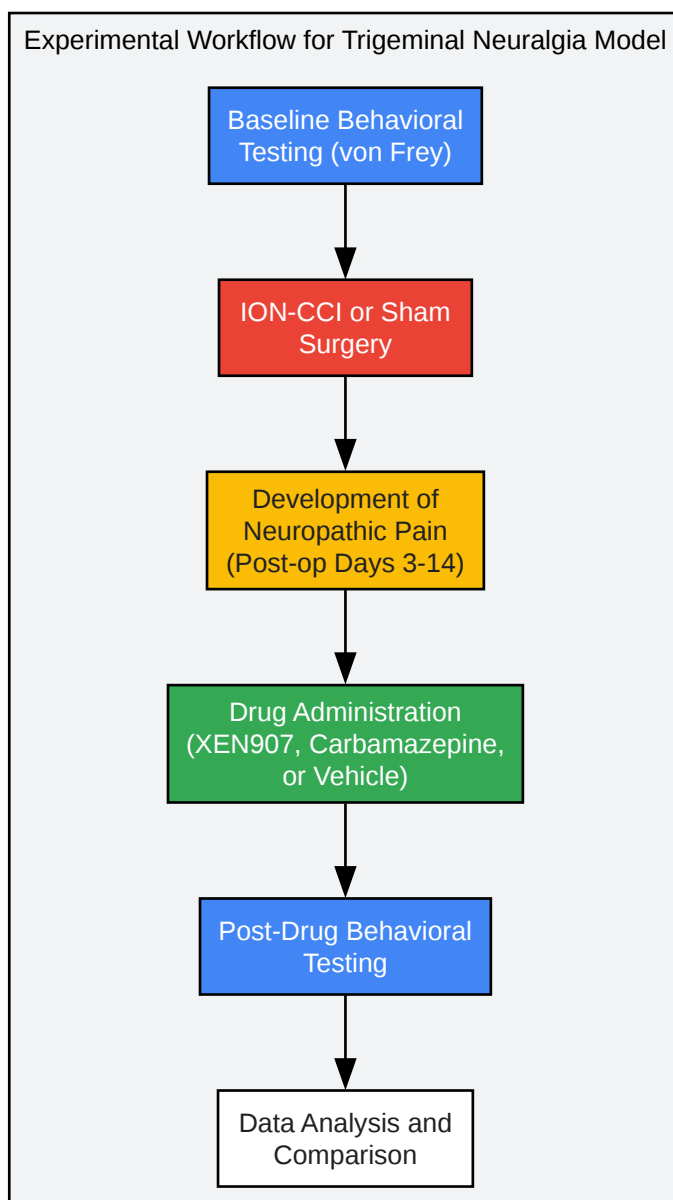 Experimental Workflow for Trigeminal Neuralgia Model
Baseline Behavioral
Testing (von Frey)
ION-CCI or Sham
Surgery
Development of
Neuropathic Pain
(Post-op Days 3-14)
Drug Administration
(XEN907, Carbamazepine,
or Vehicle)
Post-Drug Behavioral
Testing
Data Analysis and
Comparison